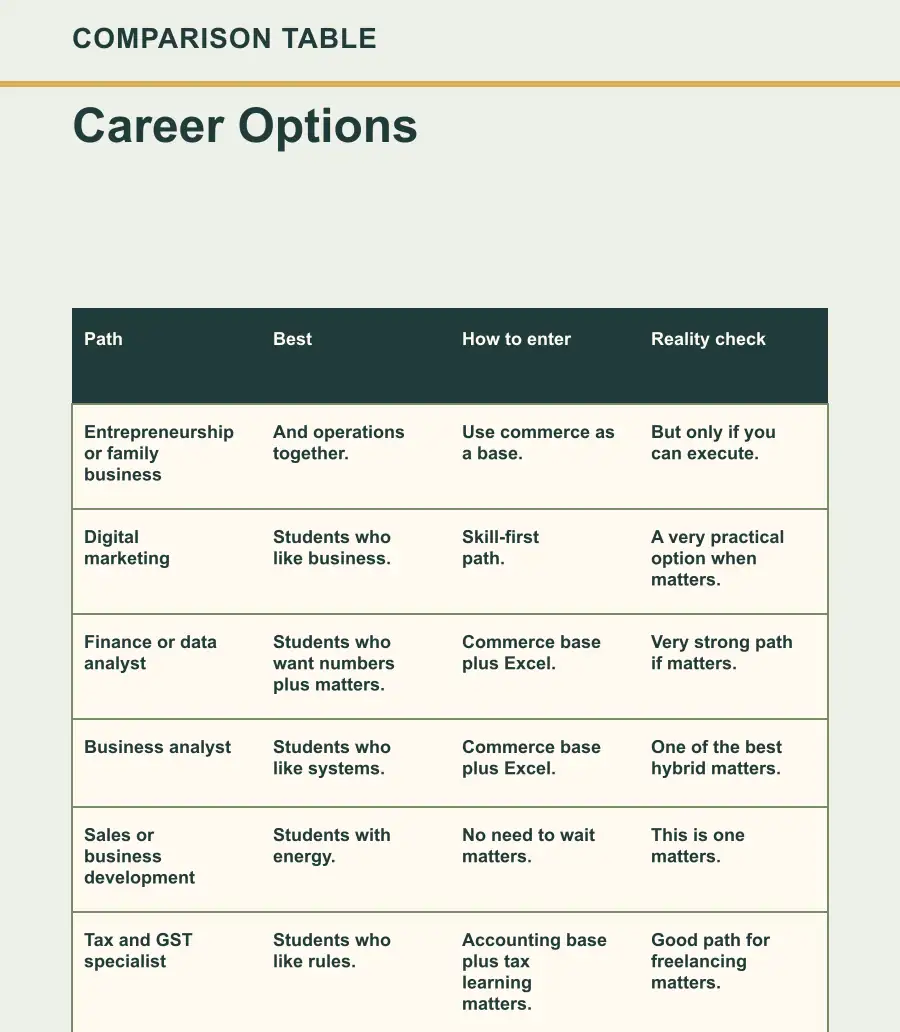 COMPARISON TABLE
Career Options
Path Best How to enter Reality check
Entrepreneurship And operations Use commerce as But only if you
or family together. a base. can execute.
business
Digital Students who Skill-first A very practical
marketing like business. path. option when
matters.
Finance or data Students who Commerce base Very strong path
analyst want numbers plus Excel. if matters.
plus matters.
Business analyst Students who Commerce base One of the best
like systems. plus Excel. hybrid matters.
Sales or Students with No need to wait This is one
business energy. matters. matters.
development
Tax and GST Students who Accounting base Good path for
specialist like rules. plus tax freelancing
learning matters.
matters.